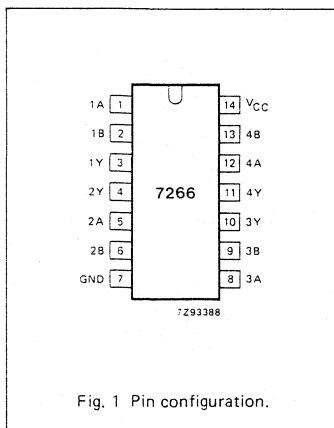 1A 1 14 VCC
1B 2 13 4B
1Y 3 12 4A
2Y 4 7266 11 4Y
2A 5 10 3Y
2B 6 9 3B
GND 7 8 3A
7Z93388
Fig. 1 Pin configuration.